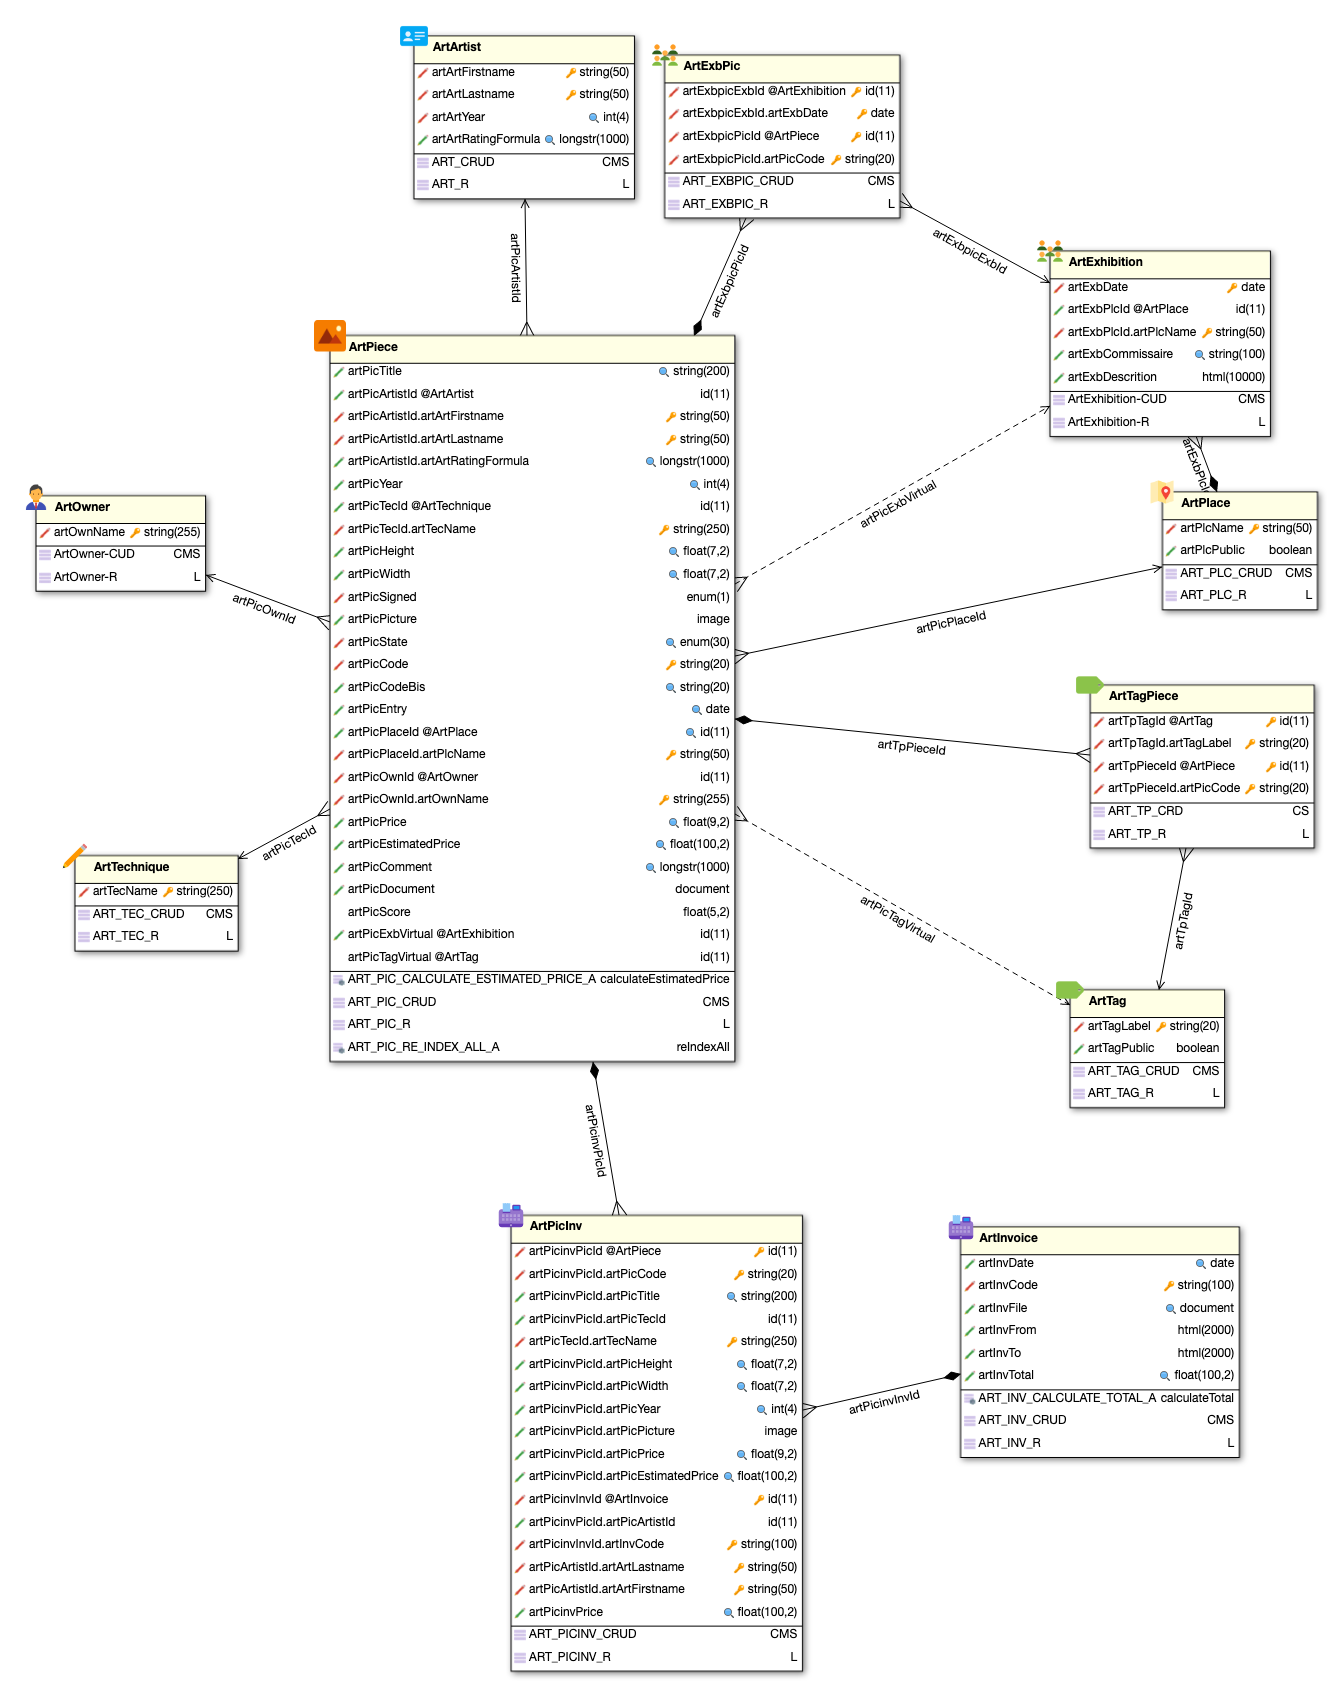 ArtArtist
artArtFirstname string(50)
artArtLastname string(50)
artArtYear int(4)
artArtRatingFormula longstr(1000)
ART_CRUD CMS
ART_R L
ArtExbPic
artExbpicExbId @ArtExhibition id(11)
artExbpicExbId.artExbDate date
artExbpicPicId @ArtPiece id(11)
artExbpicPicId.artPicCode string(20)
ART_EXBPIC_CRUD CMS
ART_EXBPIC_R L
artPicArtistId
artExbpicPicId
artExbpicExbId
ArtExhibition
artExbDate date
artExbPlcId @ArtPlace id(11)
artExbPlcId.artPlcName string(50)
artExbCommissaire string(100)
artExbDescrition html(10000)
ArtExhibition-CUD CMS
ArtExhibition-R L
ArtPiece
artPicTitle string(200)
artPicArtistId @ArtArtist id(11)
artPicArtistId.artArtFirstname string(50)
artPicArtistId.artArtLastname string(50)
artPicArtistId.artArtRatingFormula longstr(1000)
artPicYear int(4)
artPicTecId @ArtTechnique id(11)
artPicTecId.artTecName string(250)
artPicHeight float(7,2)
artPicWidth float(7,2)
artPicSigned enum(1)
artPicPicture image
artPicState enum(30)
artPicCode string(20)
artPicCodeBis string(20)
artPicEntry date
artPicPlaceId @ArtPlace id(11)
artPicPlaceId.artPlcName string(50)
artPicOwnId @ArtOwner id(11)
artPicOwnId.artOwnName string(255)
artPicPrice float(9,2)
artPicEstimatedPrice float(100,2)
artPicComment longstr(1000)
artPicDocument document
artPicScore float(5,2)
artPicExbVirtual @ArtExhibition id(11)
artPicTagVirtual @ArtTag id(11)
ART_PIC_CALCULATE_ESTIMATED_PRICE_A calculateEstimatedPrice
ART_PIC_CRUD CMS
ART_PIC_R L
ART_PIC_RE_INDEX_ALL_A reIndexAll
artExbPlcI
artPicExbVirtual
ArtOwner
artOwnName string(255)
ArtOwner-CUD CMS
ArtOwner-R L
artPicOwnId
ArtPlace
artPlcName string(50)
artPlcPublic boolean
ART_PLC_CRUD CMS
ART_PLC_R L
artPicPlaceId
ArtTagPiece
artTpTagId @ArtTag id(11)
artTpTagId.artTagLabel string(20)
artTpPieceId @ArtPiece id(11)
artTpPieceId.artPicCode string(20)
ART_TP_CRD CS
ART_TP_R L
artTpPieceId
artPicTecId
ArtTechnique
artTecName string(250)
ART_TEC_CRUD CMS
ART_TEC_R L
artPicTagVirtual
artTpTagId
ArtTag
artTagLabel string(20)
artTagPublic boolean
ART_TAG_CRUD CMS
ART_TAG_R L
artPicinvPicId
ArtPicInv
artPicinvPicId @ArtPiece id(11)
artPicinvPicId.artPicCode string(20)
artPicinvPicId.artPicTitle string(200)
artPicinvPicId.artPicTecId id(11)
artPicTecId.artTecName string(250)
artPicinvPicId.artPicHeight float(7,2)
artPicinvPicId.artPicWidth float(7,2)
artPicinvPicId.artPicYear int(4)
artPicinvPicId.artPicPicture image
artPicinvPicId.artPicPrice float(9,2)
artPicinvPicId.artPicEstimatedPrice float(100,2)
artPicinvInvId @ArtInvoice id(11)
artPicinvPicId.artPicArtistId id(11)
artPicinvInvId.artInvCode string(100)
artPicArtistId.artArtLastname string(50)
artPicArtistId.artArtFirstname string(50)
artPicinvPrice float(100,2)
ART_PICINV_CRUD CMS
ART_PICINV_R L
artPicinvInvId
ArtInvoice
artInvDate date
artInvCode string(100)
artInvFile document
artInvFrom html(2000)
artInvTo html(2000)
artInvTotal float(100,2)
ART_INV_CALCULATE_TOTAL_A calculateTotal
ART_INV_CRUD CMS
ART_INV_R L